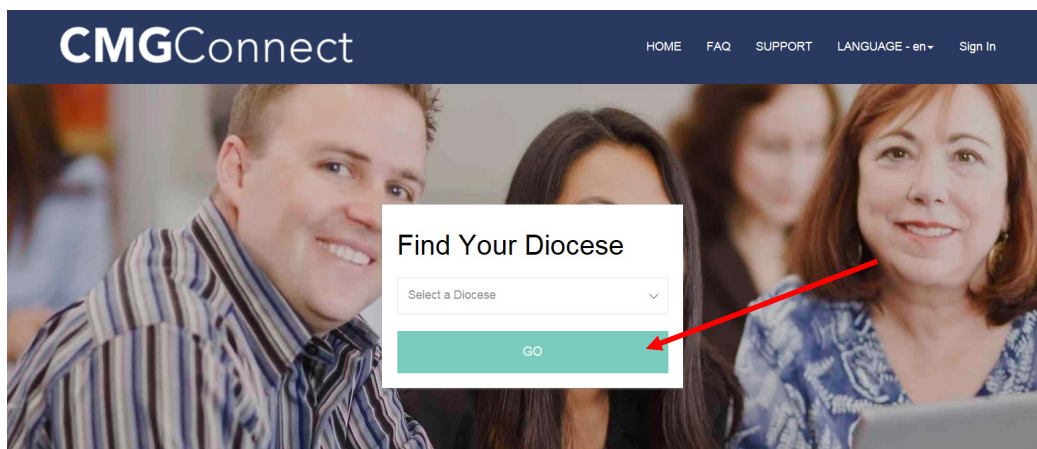 CMGConnect
HOME FAQ SUPPORT LANGUAGE - en Sign In
Find Your Diocese
Select a Diocese
GO